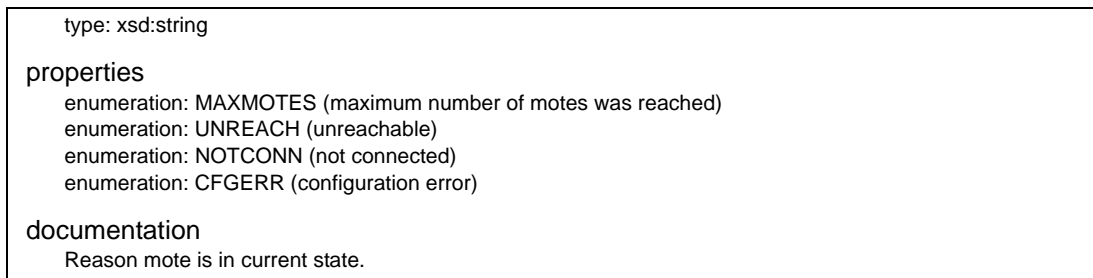 type: xsd:string
properties
enumeration: MAXMOTES (maximum number of motes was reached)
enumeration: UNREACH (unreachable)
enumeration: NOTCONN (not connected)
enumeration: CFGERR (configuration error)
documentation
Reason mote is in current state.